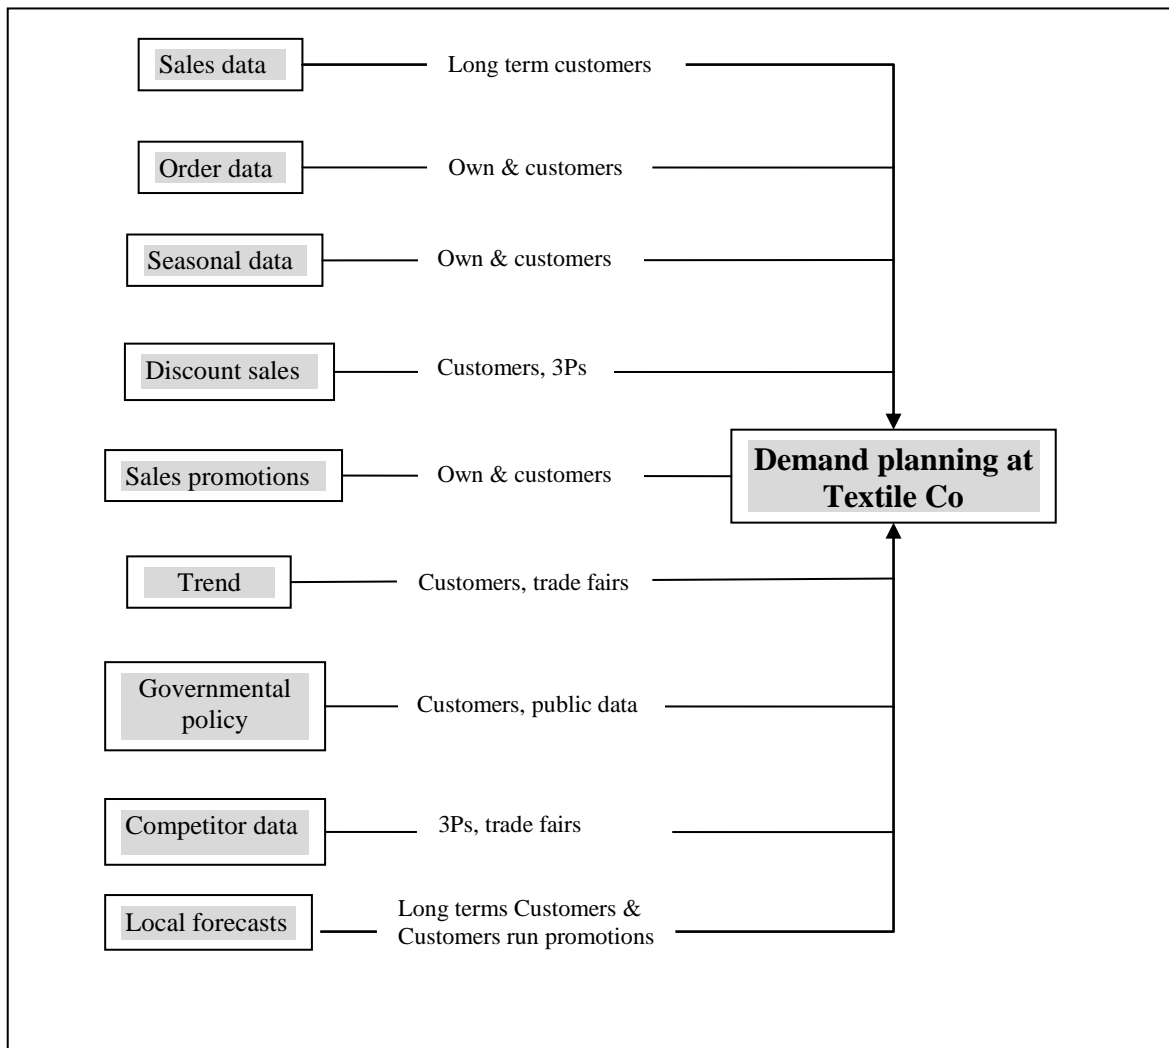 Sales data
Long term customers
Order data
Own & customers
Seasonal data
Own & customers
Discount sales
Customers, 3Ps
Sales promotions
Own & customers
Demand planning at
Textile Co
Trend
Customers, trade fairs
Governmental
policy
Customers, public data
Competitor data
3Ps, trade fairs
Local forecasts
Long terms Customers &
Customers run promotions